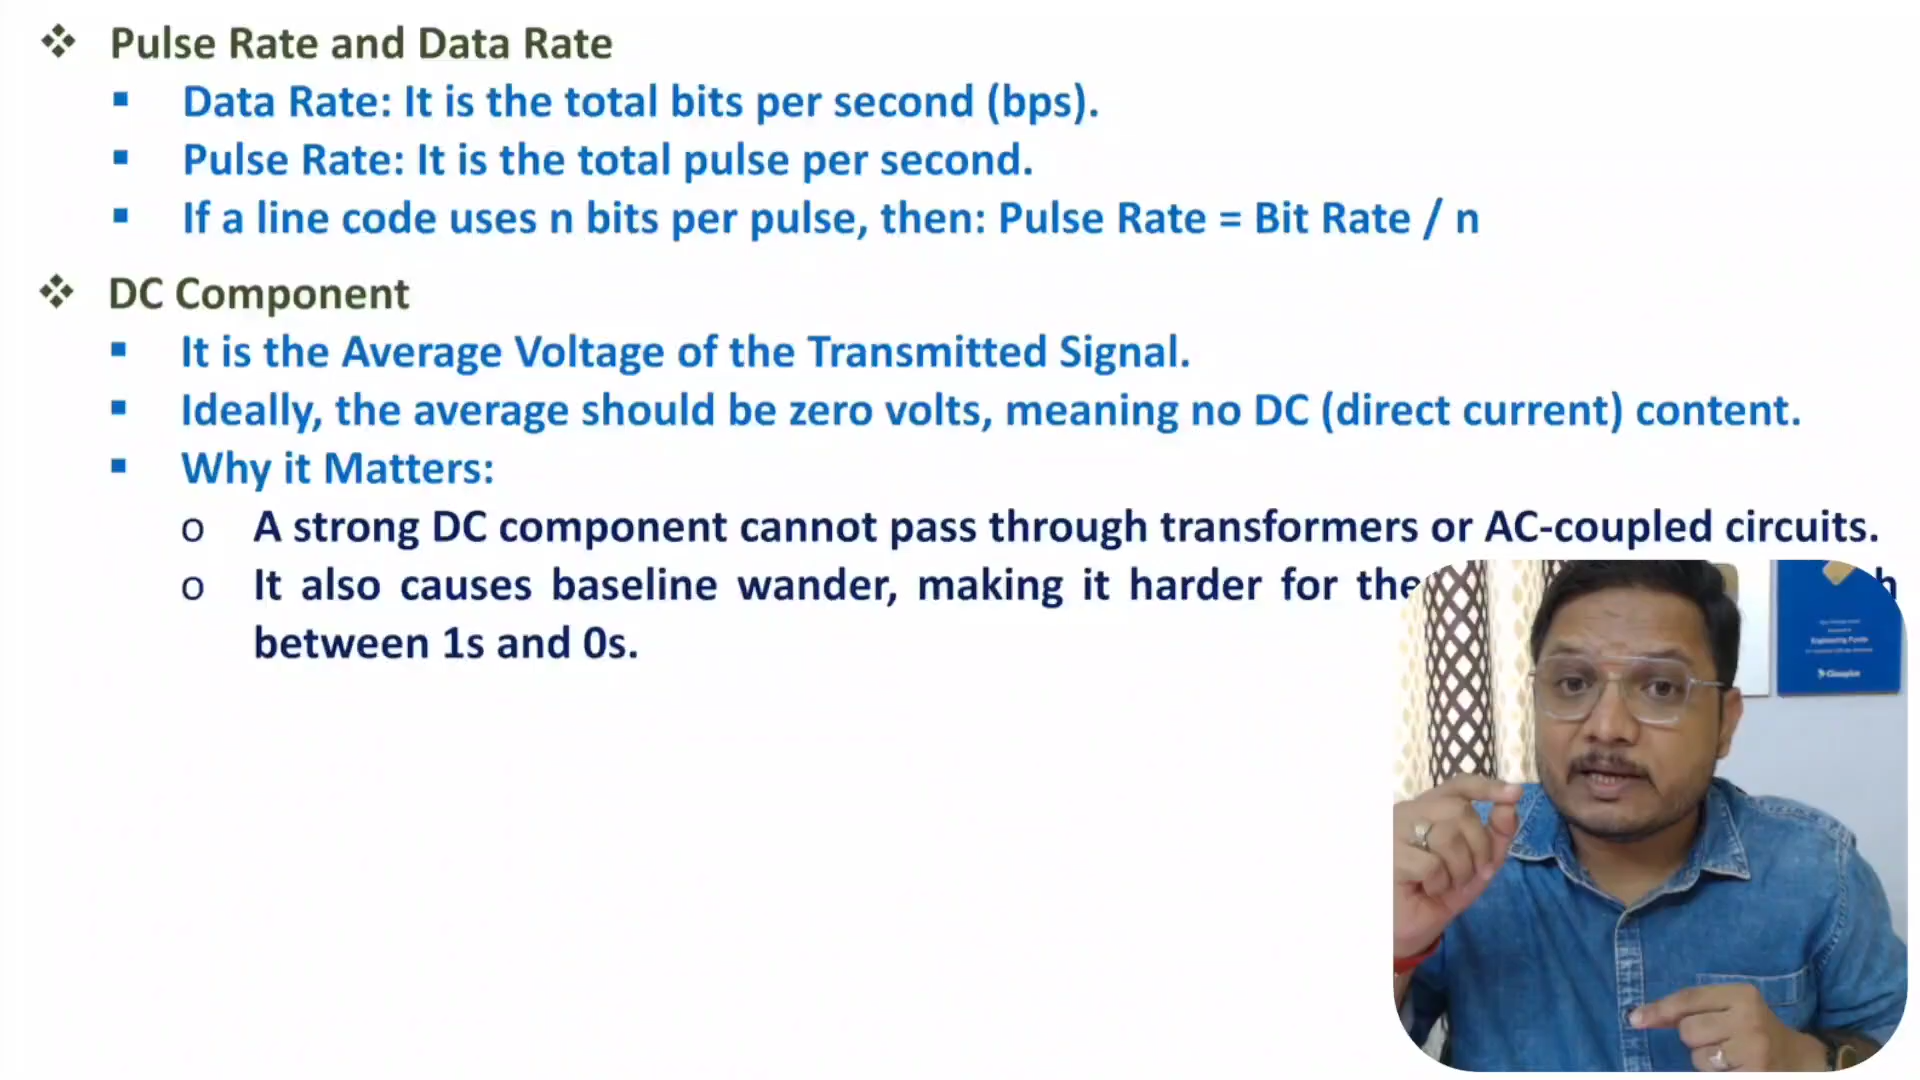 ❖ Pulse Rate and Data Rate
▪ Data Rate: It is the total bits per second (bps).
▪ Pulse Rate: It is the total pulse per second.
▪ If a line code uses n bits per pulse, then: Pulse Rate = Bit Rate / n
❖ DC Component
▪ It is the Average Voltage of the Transmitted Signal.
▪ Ideally, the average should be zero volts, meaning no DC (direct current) content.
▪ Why it Matters:
o A strong DC component cannot pass through transformers or AC-coupled circuits.
o It also causes baseline wander, making it harder for the
between 1s and 0s.
Engineering Funda
Classplus